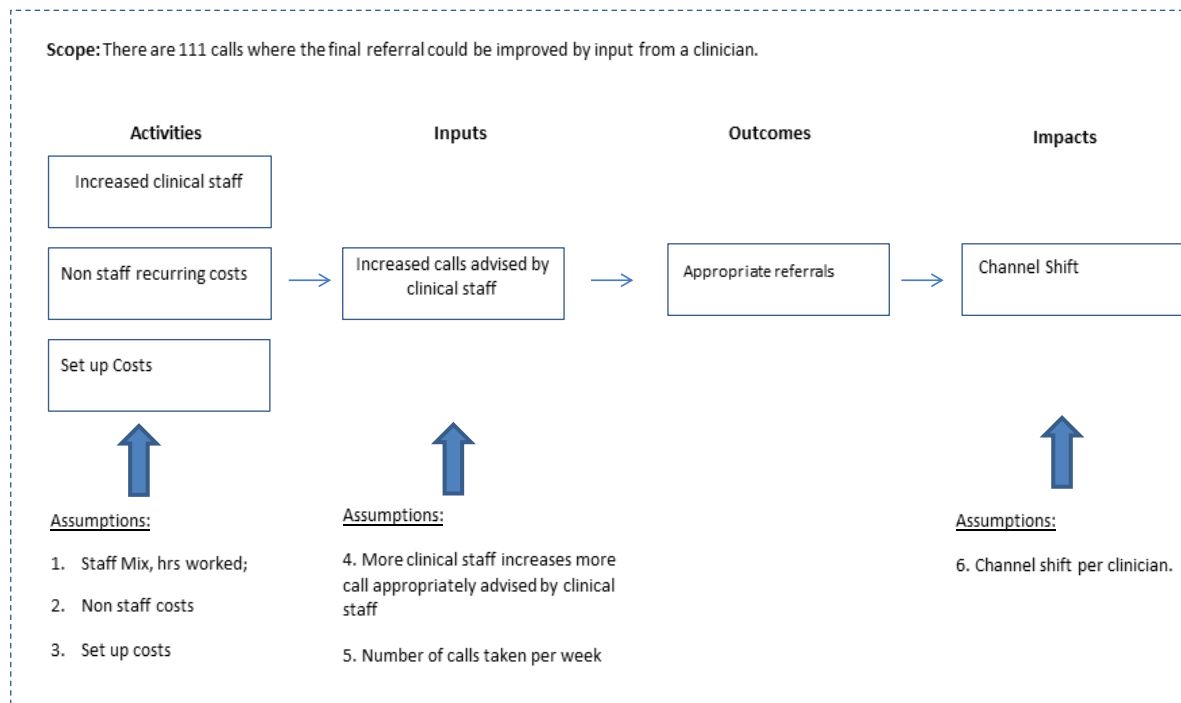 Scope: There are 111 calls where the final referral could be improved by input from a clinician.
Activities
Inputs
Outcomes
Impacts
Increased clinical staff
Non staff recurring costs
Set up Costs
Increased calls advised by
clinical staff
Appropriate referrals
Channel Shift
Assumptions:
1. Staff Mix, hrs worked;
2. Non staff costs
3. Set up costs
Assumptions:
4. More clinical staff increases more
call appropriately advised by clinical
staff
5. Number of calls taken per week
Assumptions:
6. Channel shift per clinician.